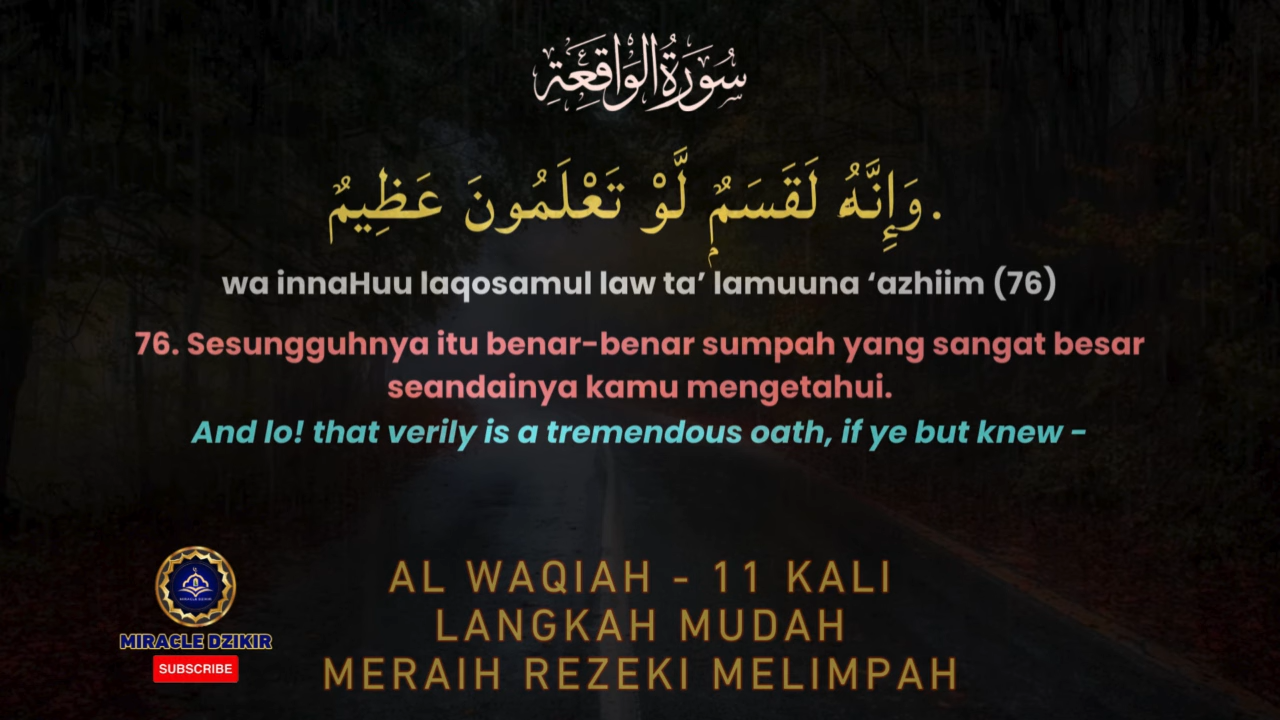 سُورَةُ الْوَاقِعَةِ
وَإِنَّهُ لَقَسَمٌ لَّوْ تَعْلَمُونَ عَظِيمٌ.
wa innaHuu laqosamul law ta’ lamuuna ‘azhiim (76)
76. Sesungguhnya itu benar-benar sumpah yang sangat besar
seandainya kamu mengetahui.
And lo! that verily is a tremendous oath, if ye but knew -
AL WAQIAH - 11 KALI
LANGKAH MUDAH
MERAIH REZEKI MELIMPAH
MIRACLE DZIKIR
SUBSCRIBE